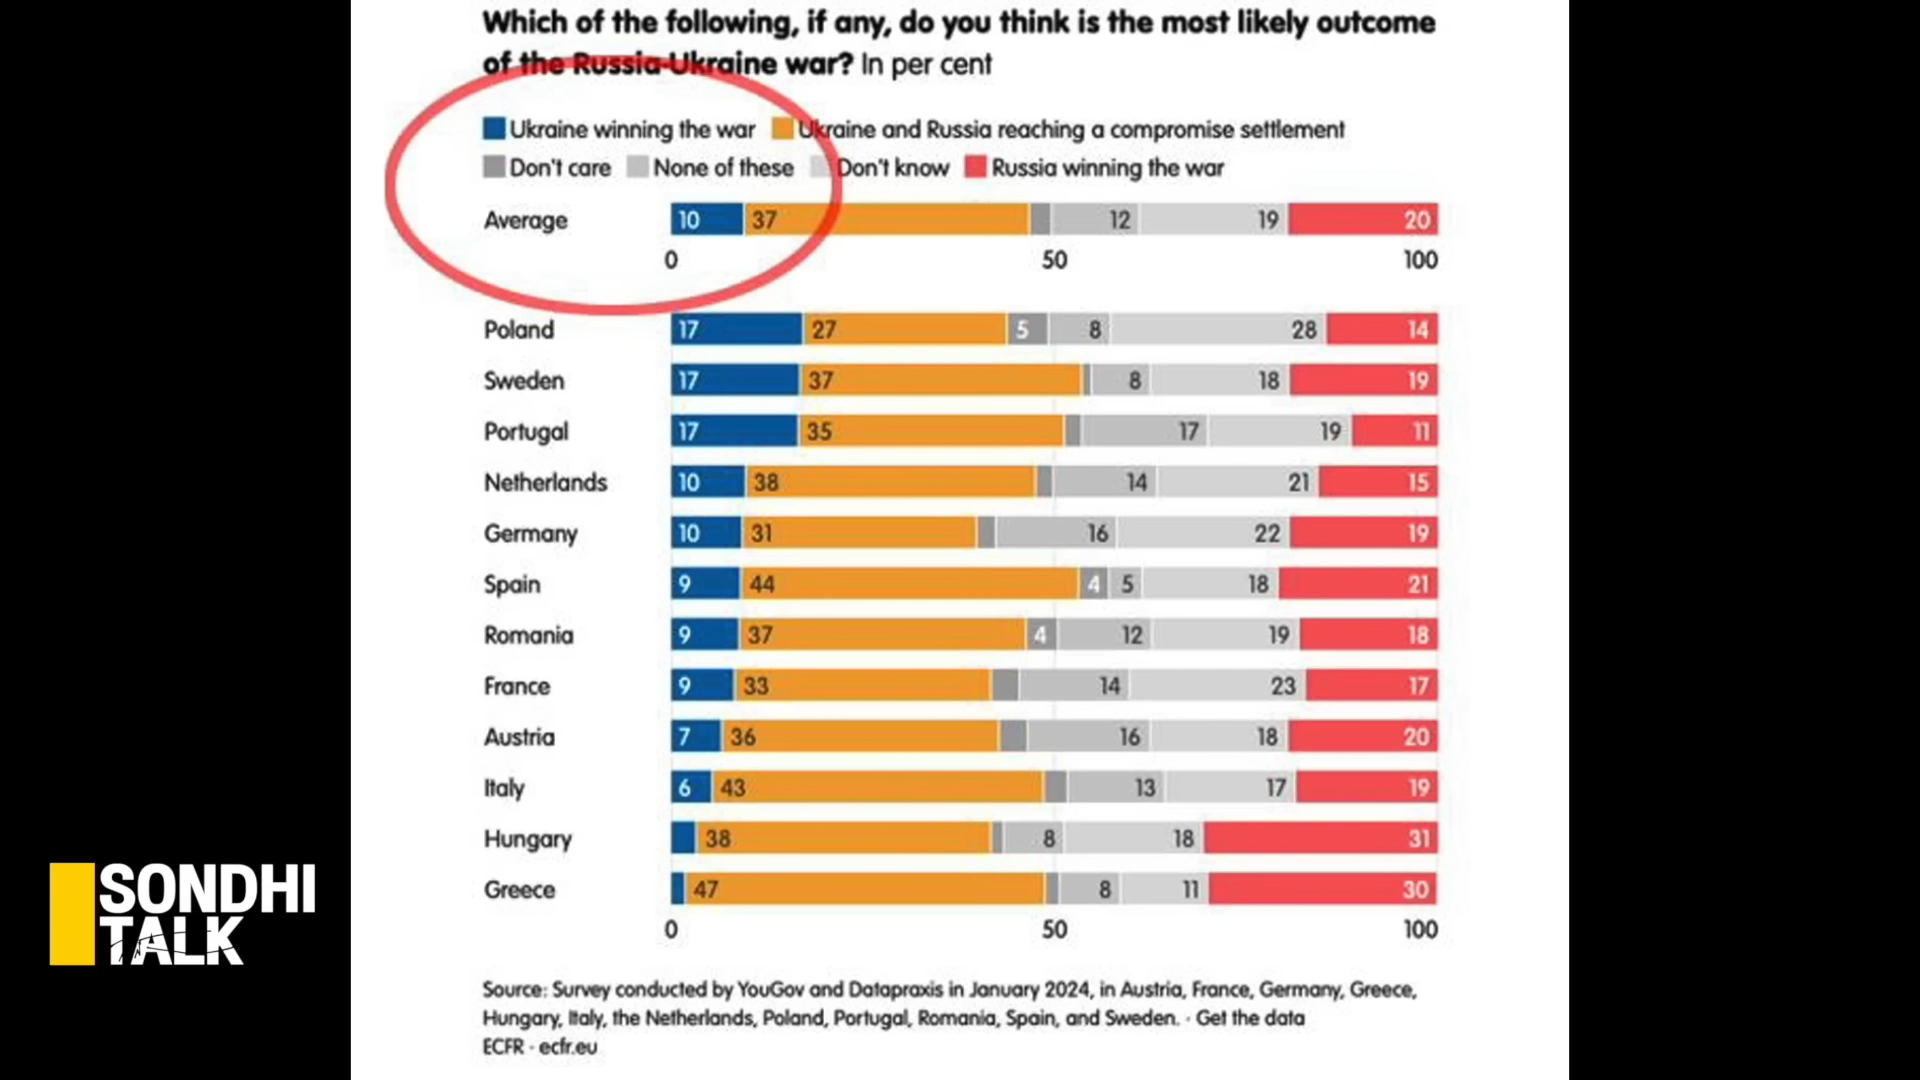 Which of the following, if any, do you think is the most likely outcome
of the Russia-Ukraine war? In per cent
Ukraine winning the war Ukraine and Russia reaching a compromise settlement
Don't care None of these Don't know Russia winning the war
Average 10 37 12 19 20
0 50 100
Poland 17 27 5 8 28 14
Sweden 17 37 8 18 19
Portugal 17 35 17 19 11
Netherlands 10 38 14 21 15
Germany 10 31 16 22 19
Spain 9 44 4 5 18 21
Romania 9 37 4 12 19 18
France 9 33 14 23 17
Austria 7 36 16 18 20
Italy 6 43 13 17 19
Hungary 38 8 18 31
Greece 47 8 11 30
0 50 100
Source: Survey conducted by YouGov and Datapraxis in January 2024, in Austria, France, Germany, Greece,
Hungary, Italy, the Netherlands, Poland, Portugal, Romania, Spain, and Sweden. · Get the data
ECFR · ecfr.eu
SONDHI
TALK